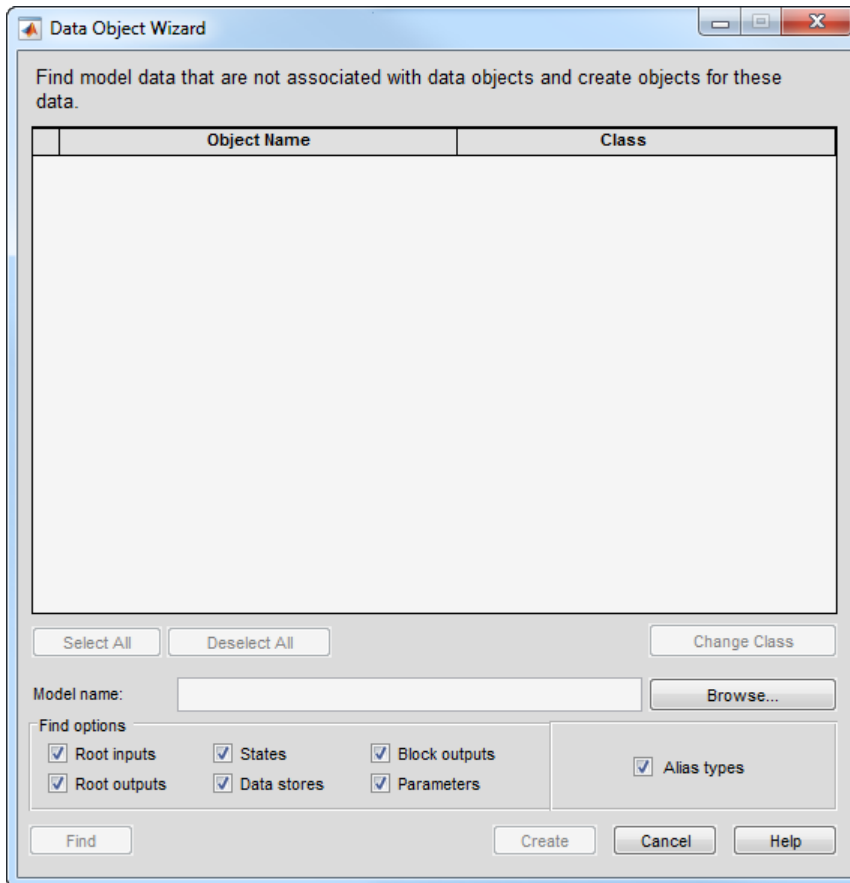 Data Object Wizard
Find model data that are not associated with data objects and create objects for these
data.
Object Name Class
Select All Deselect All Change Class
Model name: Browse...
Find options
Root inputs States Block outputs
Alias types
Root outputs Data stores Parameters
Find Create Cancel Help